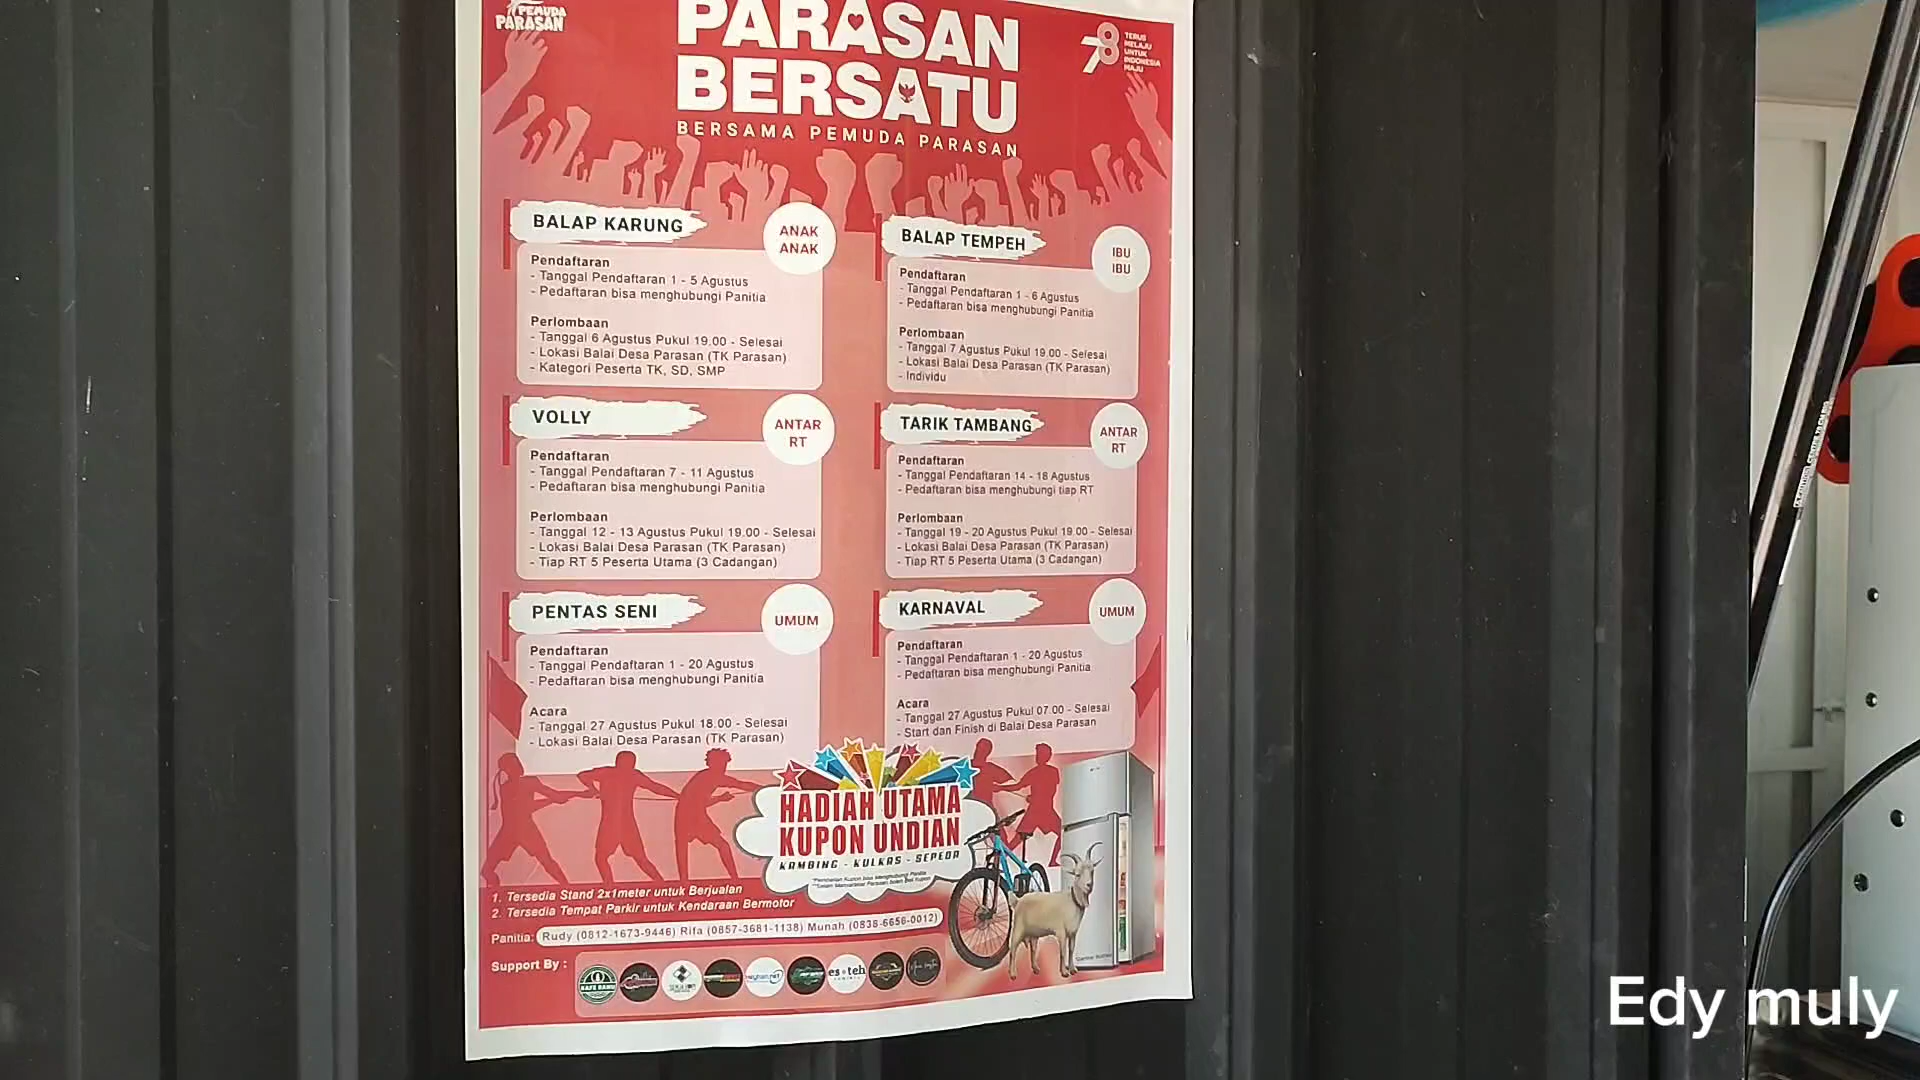 PEMUDA
PARASAN
PARASAN
BERSATU
BERSAMA PEMUDA PARASAN
78
TERUS
MELAJU
UNTUK
INDONESIA
MAJU
BALAP KARUNG
ANAK
ANAK
Pendaftaran
- Tanggal Pendaftaran 1 - 5 Agustus
- Pedaftaran bisa menghubungi Panitia
Perlombaan
- Tanggal 6 Agustus Pukul 19.00 - Selesai
- Lokasi Balai Desa Parasan (TK Parasan)
- Kategori Peserta TK, SD, SMP
BALAP TEMPEH
IBU
IBU
Pendaftaran
- Tanggal Pendaftaran 1 - 6 Agustus
- Pedaftaran bisa menghubungi Panitia
Perlombaan
- Tanggal 7 Agustus Pukul 19.00 - Selesai
- Lokasi Balai Desa Parasan (TK Parasan)
- Individu
VOLLY
ANTAR
RT
Pendaftaran
- Tanggal Pendaftaran 7 - 11 Agustus
- Pedaftaran bisa menghubungi Panitia
Perlombaan
- Tanggal 12 - 13 Agustus Pukul 19.00 - Selesai
- Lokasi Balai Desa Parasan (TK Parasan)
- Tiap RT 5 Peserta Utama (3 Cadangan)
TARIK TAMBANG
ANTAR
RT
Pendaftaran
- Tanggal Pendaftaran 14 - 18 Agustus
- Pedaftaran bisa menghubungi tiap RT
Perlombaan
- Tanggal 19 - 20 Agustus Pukul 19.00 - Selesai
- Lokasi Balai Desa Parasan (TK Parasan)
- Tiap RT 5 Peserta Utama (3 Cadangan)
PENTAS SENI
UMUM
Pendaftaran
- Tanggal Pendaftaran 1 - 20 Agustus
- Pedaftaran bisa menghubungi Panitia
Acara
- Tanggal 27 Agustus Pukul 18.00 - Selesai
- Lokasi Balai Desa Parasan (TK Parasan)
KARNAVAL
UMUM
Pendaftaran
- Tanggal Pendaftaran 1 - 20 Agustus
- Pedaftaran bisa menghubungi Panitia
Acara
- Tanggal 27 Agustus Pukul 07.00 - Selesai
- Start dan Finish di Balai Desa Parasan
HADIAH UTAMA
KUPON UNDIAN
KAMBING - KULKAS - SEPEDA
*Pembelian Kupon bisa Menghubungi Panitia
1. Tersedia Stand 2x1meter untuk Berjualan
2. Tersedia Tempat Parkir untuk Kendaraan Bermotor
Panitia: Rudy (0812-1673-9446) Rifa (0857-3681-1138) Munah (0838-6656-0012)
Support By :
es teh
Edy muly